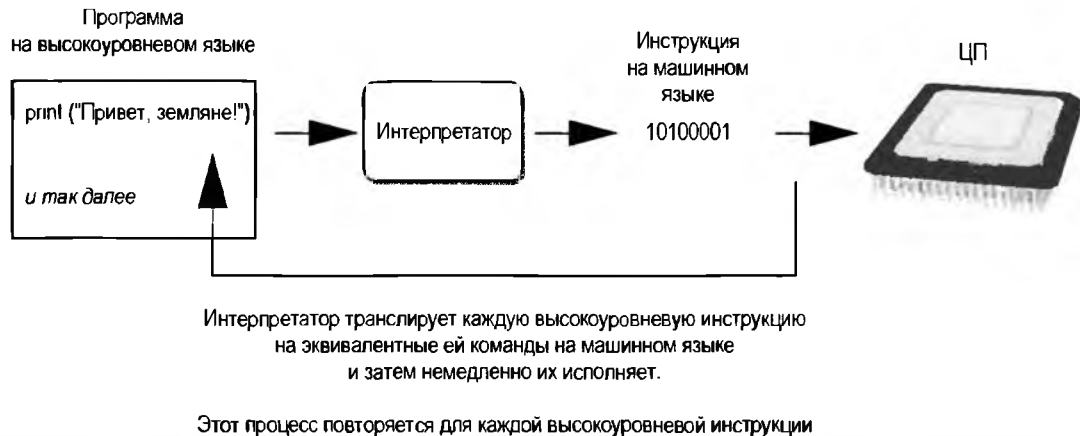 Программа
на высокоуровневом языке
print ("Привет, земляне!")
и так далее
Интерпретатор
Инструкция
на машинном
языке
10100001
ЦП
Интерпретатор транслирует каждую высокоуровневую инструкцию
на эквивалентные ей команды на машинном языке
и затем немедленно их исполняет.
Этот процесс повторяется для каждой высокоуровневой инструкции